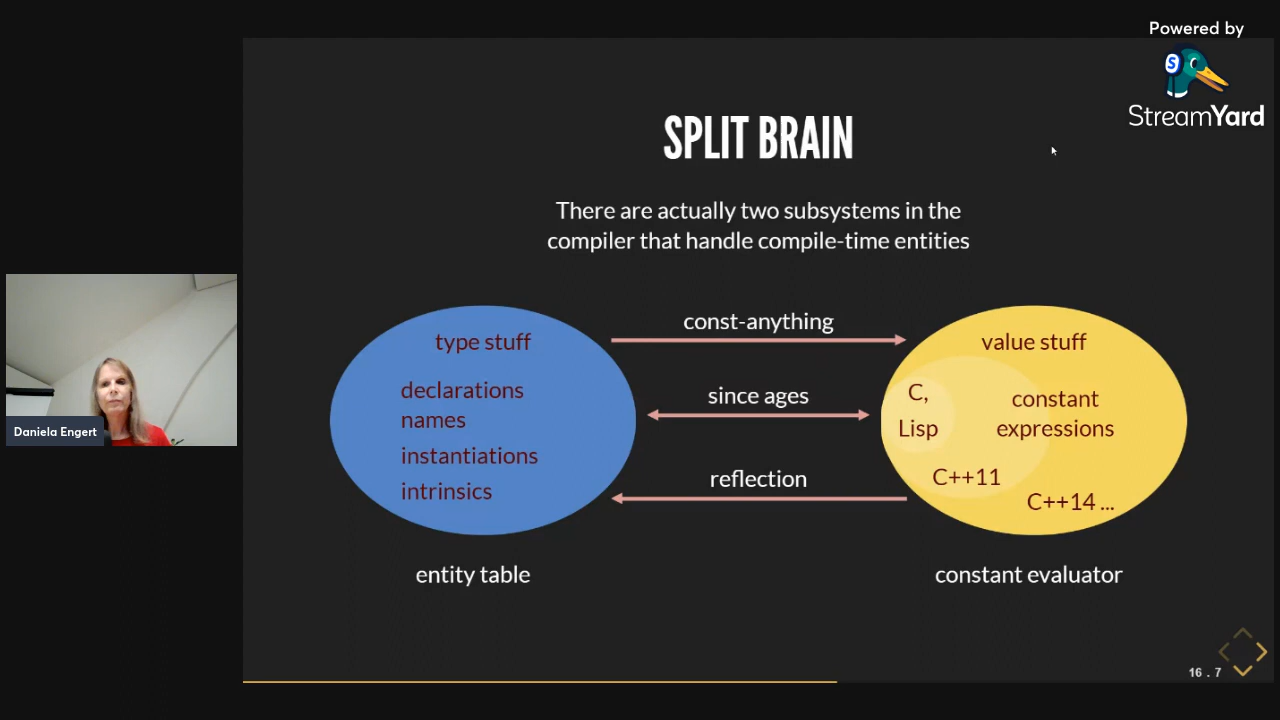 Powered by
StreamYard
SPLIT BRAIN
There are actually two subsystems in the
compiler that handle compile-time entities
type stuff
declarations
names
instantiations
intrinsics
entity table
const-anything
since ages
reflection
value stuff
C,
Lisp
constant
expressions
C++11
C++14 ...
constant evaluator
Daniela Engert
16 . 7